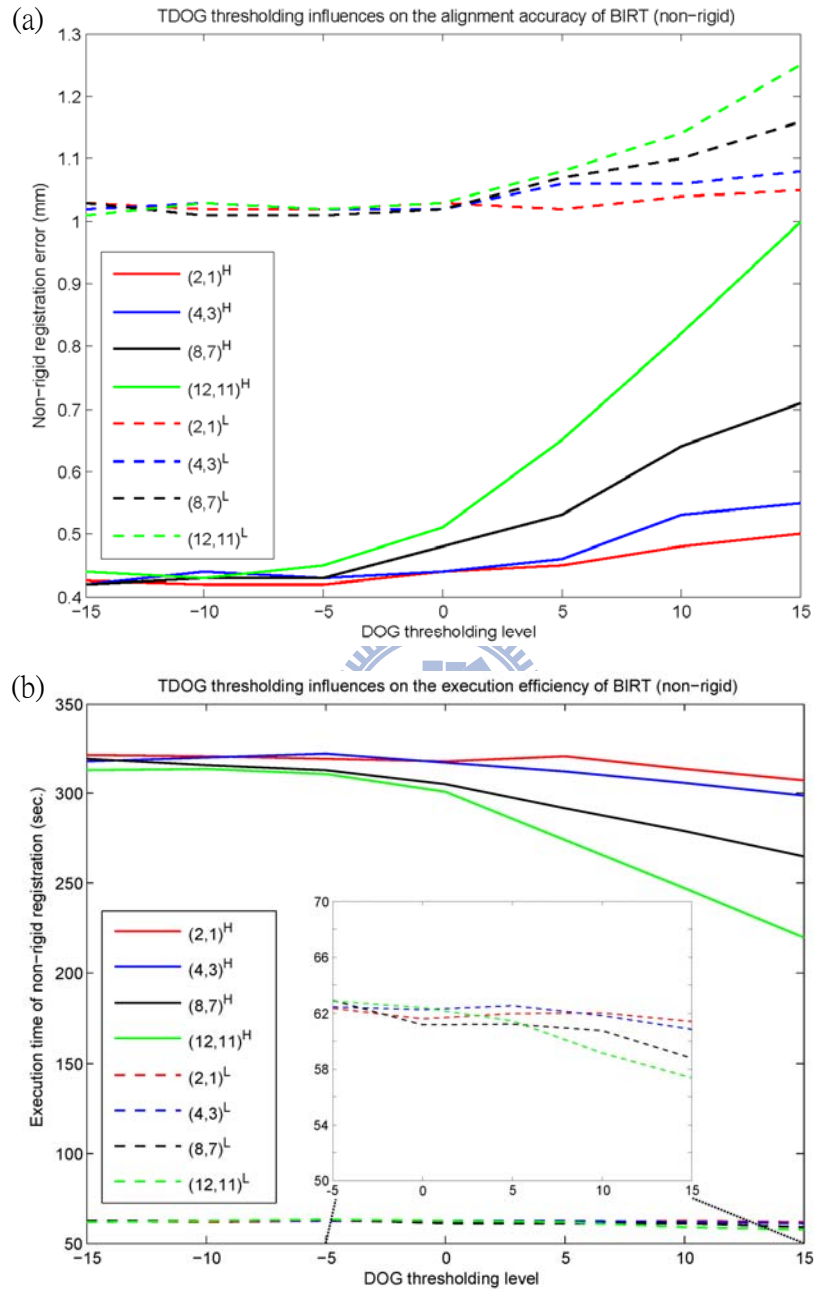 (a)
TDOG thresholding influences on the alignment accuracy of BIRT (non-rigid)
1.3
1.2
1.1
1
0.9
0.8
0.7
0.6
0.5
0.4
Non-rigid registration error (mm)
(2,1)^H
(4,3)^H
(8,7)^H
(12,11)^H
(2,1)^L
(4,3)^L
(8,7)^L
(12,11)^L
-15 -10 -5 0 5 10 15
DOG thresholding level
(b)
TDOG thresholding influences on the execution efficiency of BIRT (non-rigid)
350
300
250
200
150
100
50
Execution time of non-rigid registration (sec.)
(2,1)^H
(4,3)^H
(8,7)^H
(12,11)^H
(2,1)^L
(4,3)^L
(8,7)^L
(12,11)^L
70
66
62
58
54
50
-5 0 5 10 15
-15 -10 -5 0 5 10 15
DOG thresholding level